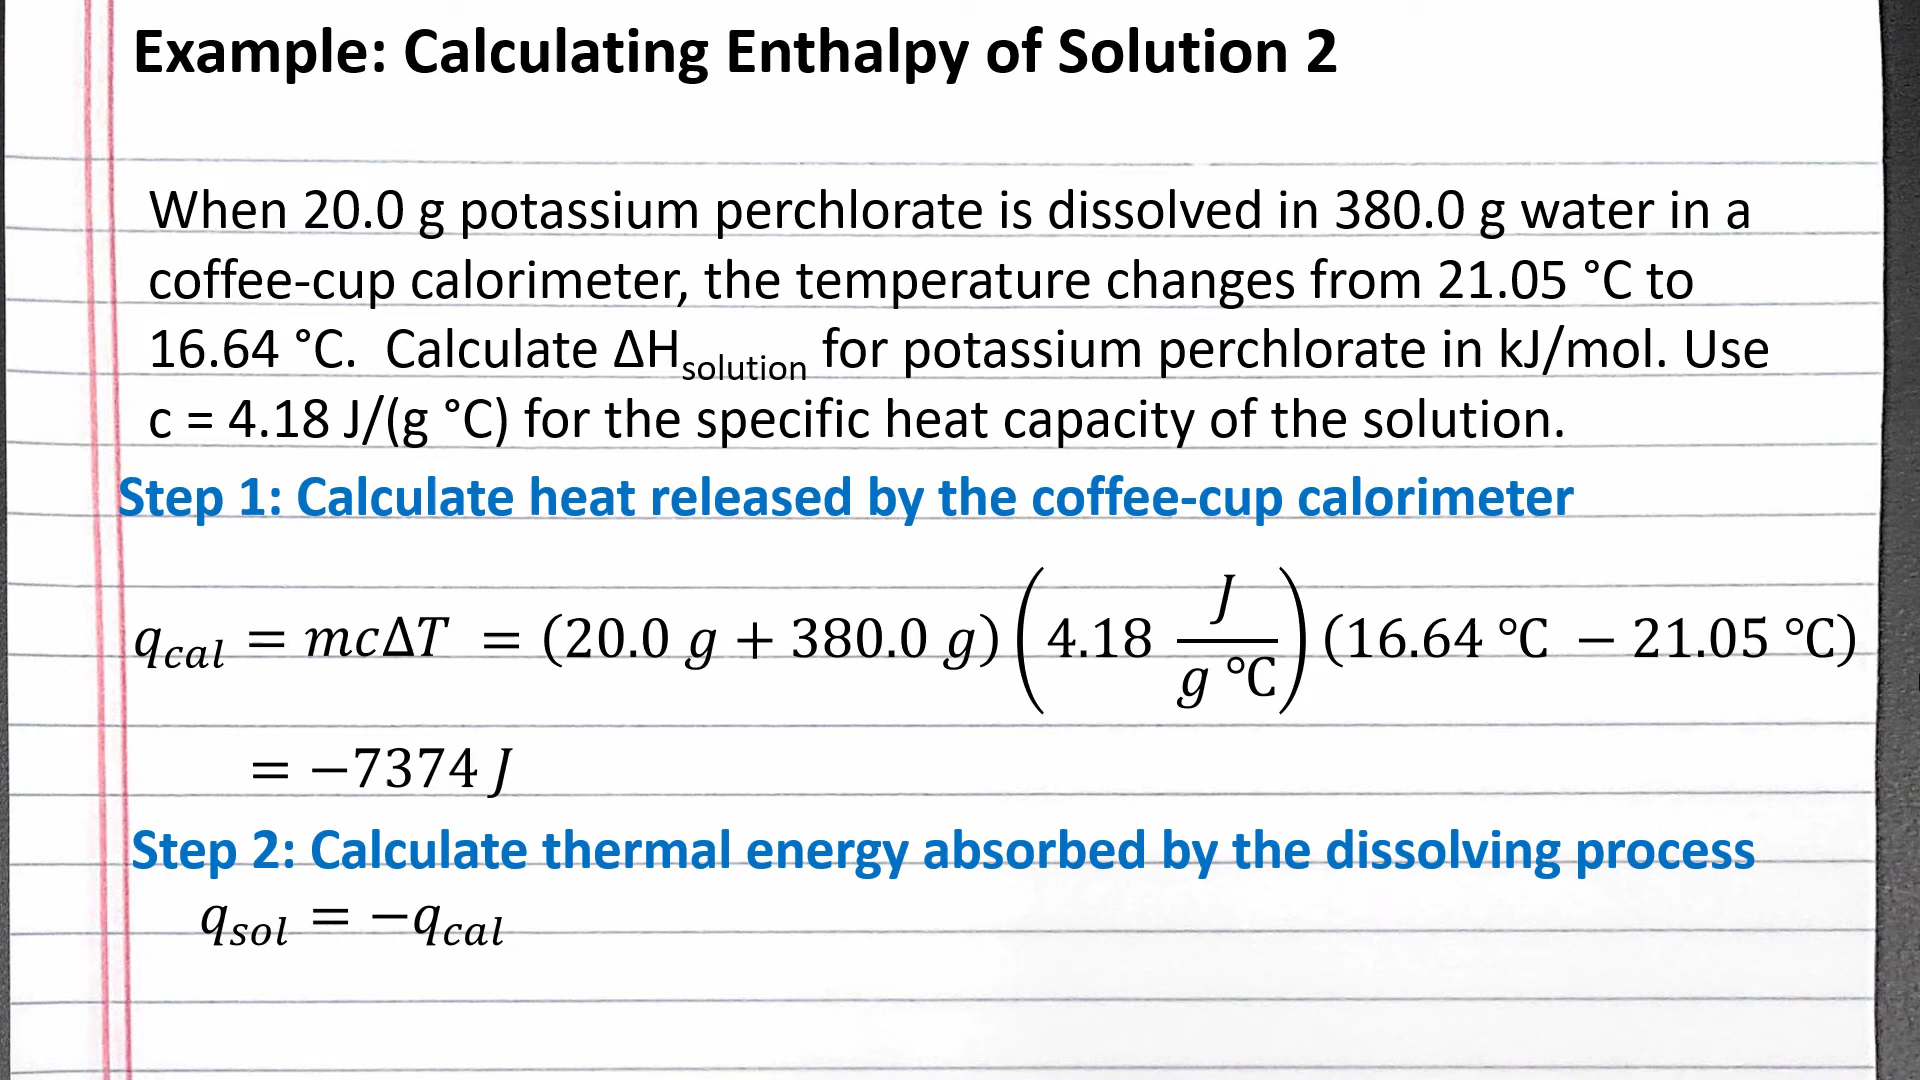 Example: Calculating Enthalpy of Solution 2
When 20.0 g potassium perchlorate is dissolved in 380.0 g water in a
coffee-cup calorimeter, the temperature changes from 21.05 °C to
16.64 °C.  Calculate ΔH_solution for potassium perchlorate in kJ/mol. Use
c = 4.18 J/(g °C) for the specific heat capacity of the solution.
Step 1: Calculate heat released by the coffee-cup calorimeter
q_cal = mcΔT = (20.0 g + 380.0 g)(4.18 J/(g °C))(16.64 °C − 21.05 °C)
= −7374 J
Step 2: Calculate thermal energy absorbed by the dissolving process
q_sol = −q_cal